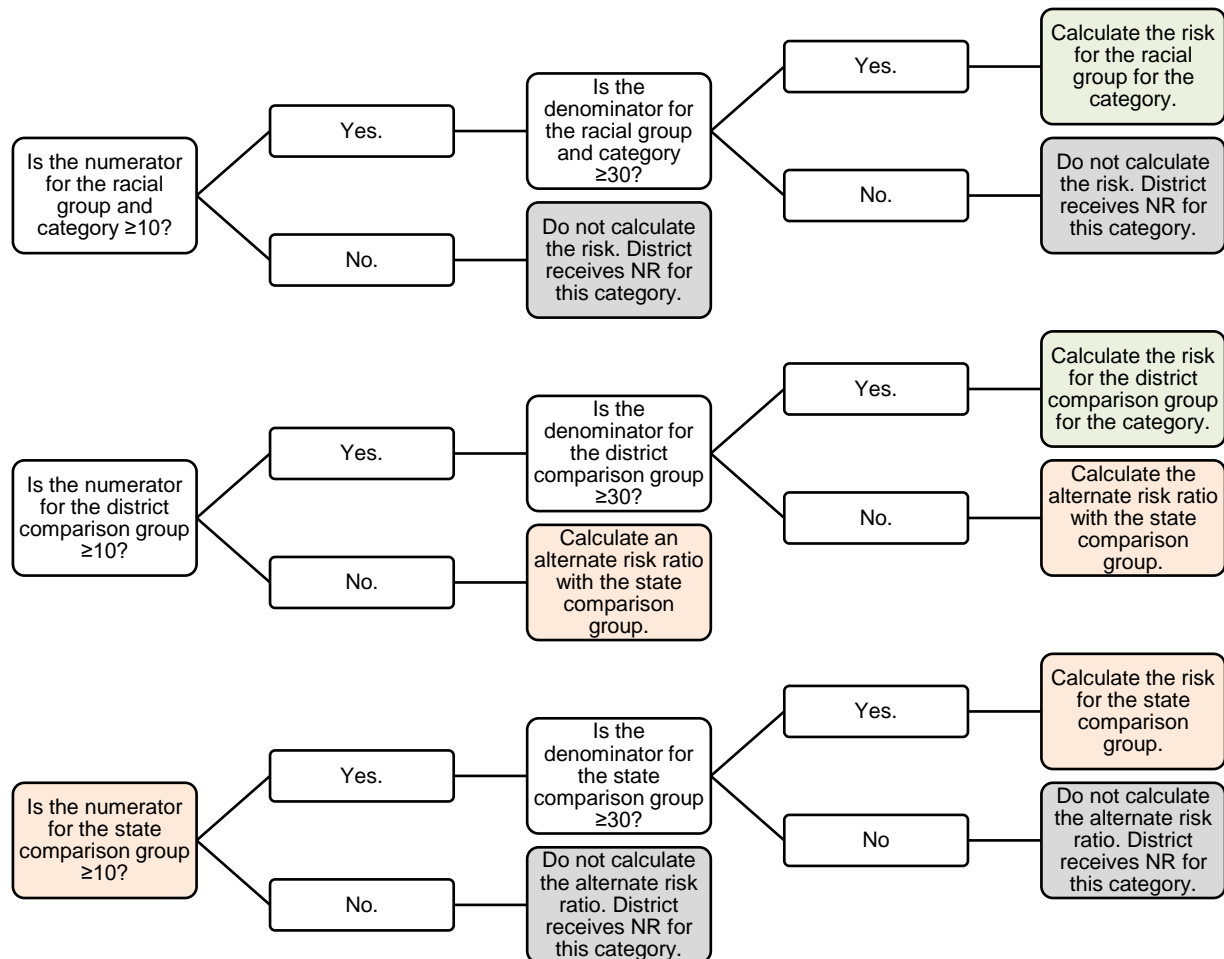 Is the numerator
for the racial
group and
category ≥10?
Yes.
Is the
denominator for
the racial group
and category
≥30?
Yes.
Calculate the risk
for the racial
group for the
category.
No.
Do not calculate
the risk. District
receives NR for
this category.
No.
Do not calculate
the risk. District
receives NR for
this category.
Is the numerator
for the district
comparison group
≥10?
Yes.
Is the
denominator for
the district
comparison group
≥30?
Yes.
Calculate the risk
for the district
comparison group
for the category.
No.
Calculate the
alternate risk ratio
with the state
comparison
group.
No.
Calculate an
alternate risk ratio
with the state
comparison
group.
Is the numerator
for the state
comparison group
≥10?
Yes.
Is the
denominator for
the state
comparison group
≥30?
Yes.
Calculate the risk
for the state
comparison
group.
No
Do not calculate
the alternate risk
ratio. District
receives NR for
this category.
No.
Do not calculate
the alternate risk
ratio. District
receives NR for
this category.